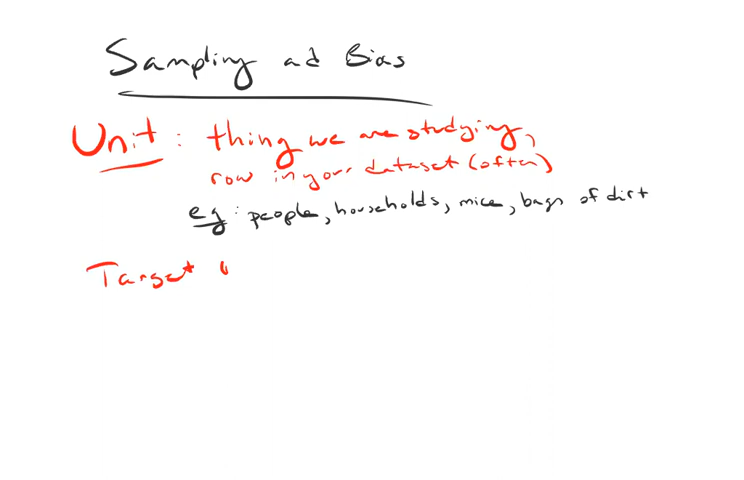 Sampling ad Bias
Unit: thing we are studying,
row in your dataset (often)
eg: people, households, mice, bags of dirt
Target